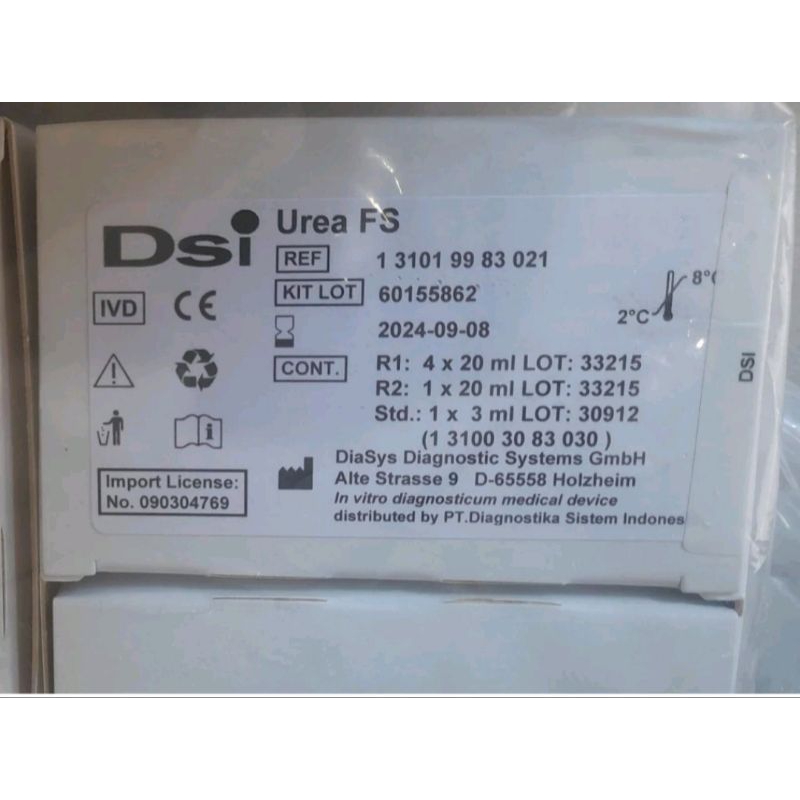 Dsi
Urea FS
REF 1 3101 99 83 021
KIT LOT 60155862
2024-09-08
2°C
8°
IVD CE
CONT. R1: 4 x 20 ml LOT: 33215
R2: 1 x 20 ml LOT: 33215
Std.: 1 x 3 ml LOT: 30912
(1 3100 30 83 030 )
DiaSys Diagnostic Systems GmbH
Alte Strasse 9 D-65558 Holzheim
In vitro diagnosticum medical device
distributed by PT.Diagnostika Sistem Indones
Import License:
No. 090304769
DSI